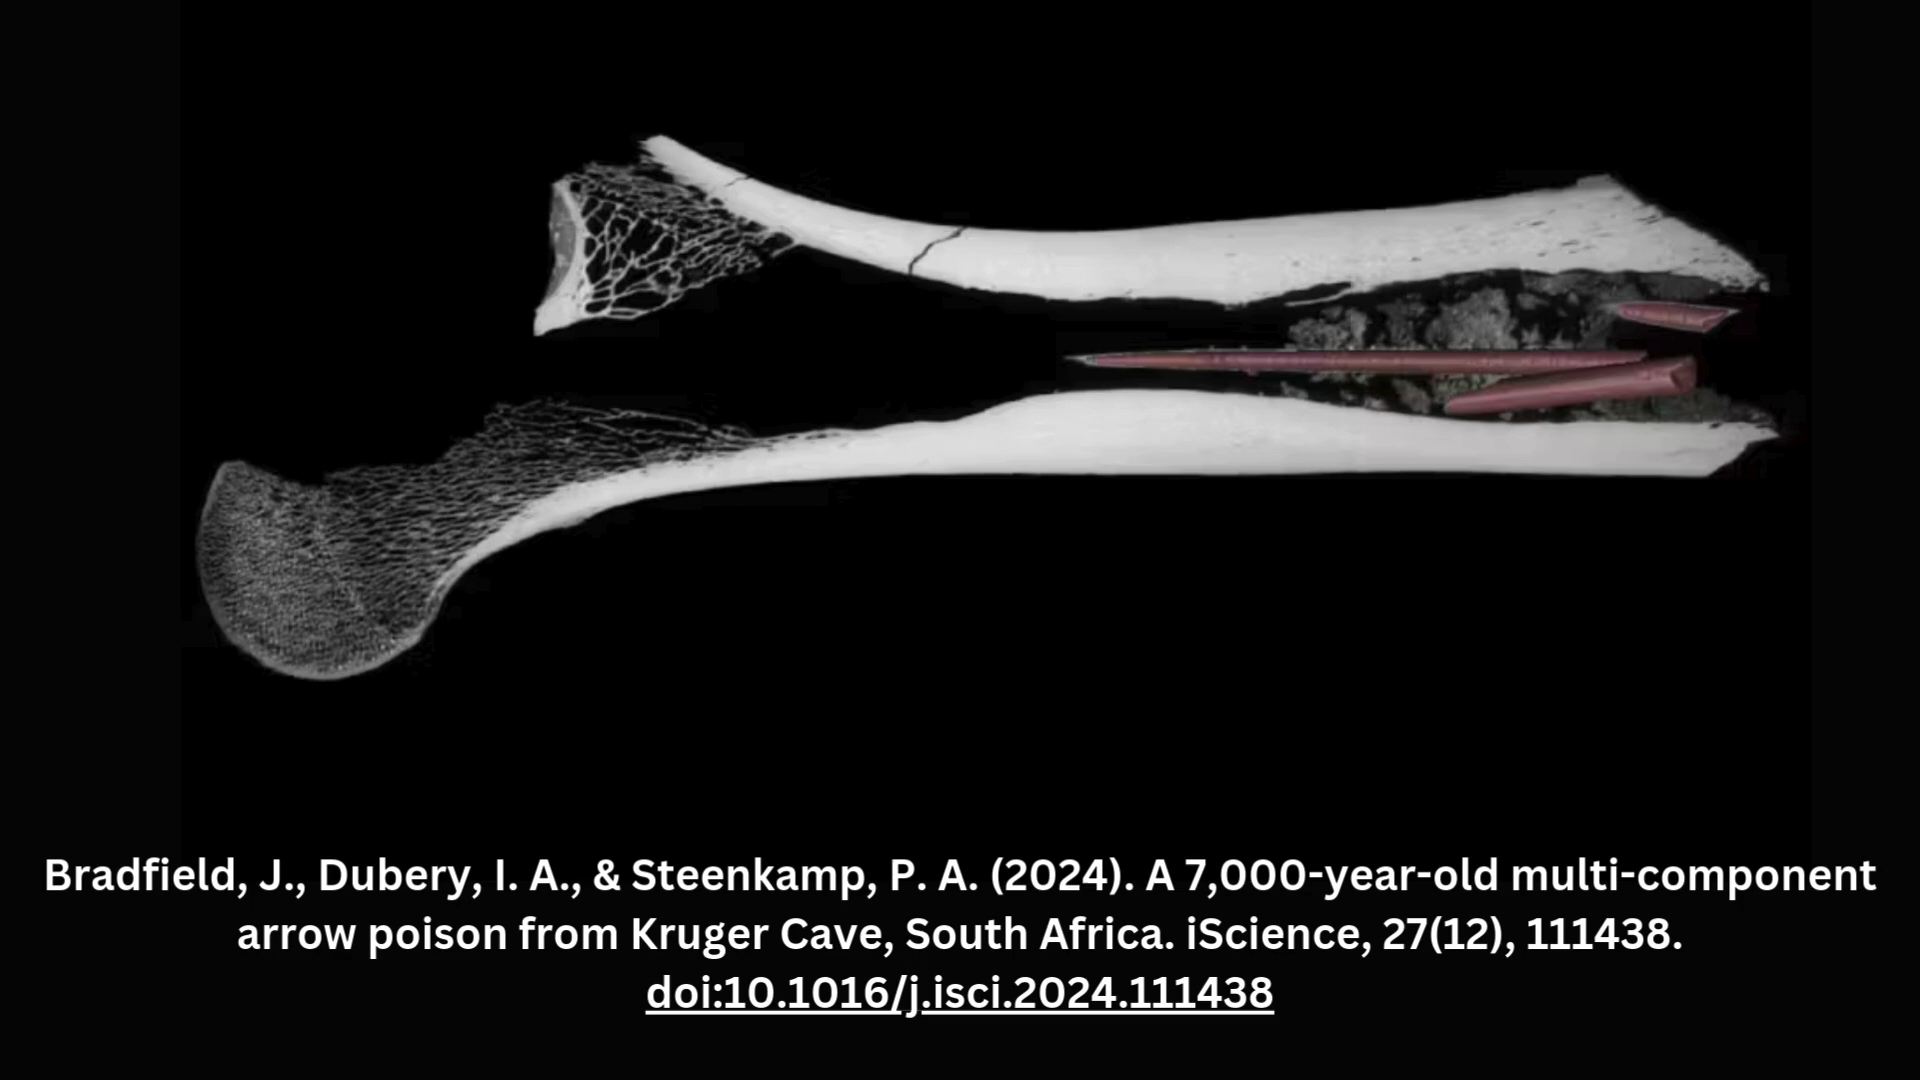 Bradfield, J., Dubery, I. A., & Steenkamp, P. A. (2024). A 7,000-year-old multi-component
arrow poison from Kruger Cave, South Africa. iScience, 27(12), 111438.
doi:10.1016/j.isci.2024.111438